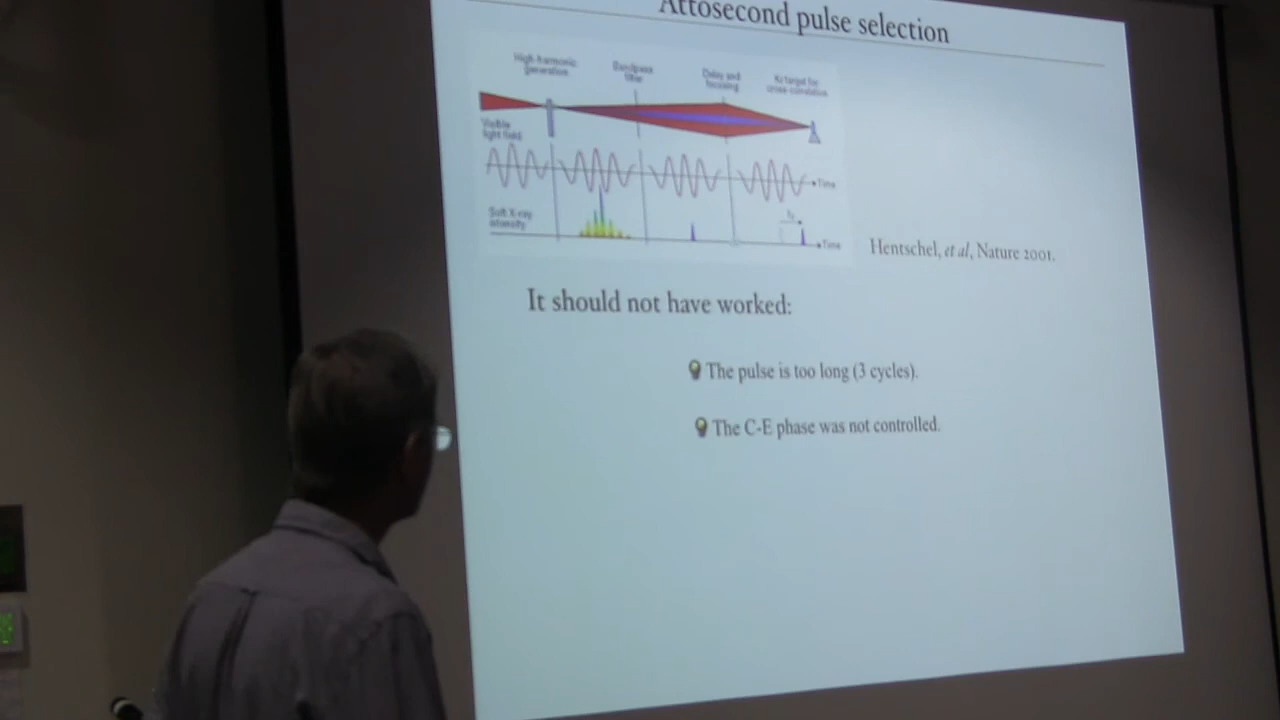 Attosecond pulse selection
High-harmonic
generation
Bandpass
filter
Delay and
focusing
Kr target for
cross-correlation
Visible
light field
Time
Soft X-ray
intensity
Time
Hentschel, et al, Nature 2001.
It should not have worked:
The pulse is too long (3 cycles).
The C-E phase was not controlled.